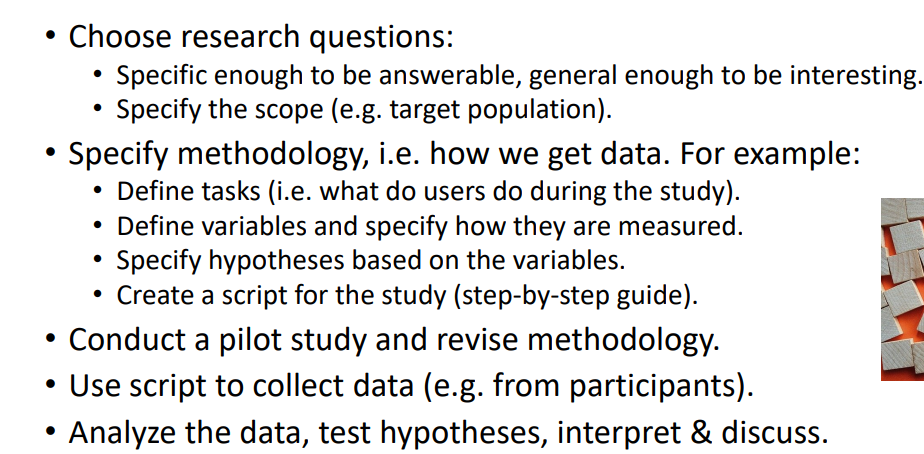 • Choose research questions:
• Specific enough to be answerable, general enough to be interesting.
• Specify the scope (e.g. target population).
• Specify methodology, i.e. how we get data. For example:
• Define tasks (i.e. what do users do during the study).
• Define variables and specify how they are measured.
• Specify hypotheses based on the variables.
• Create a script for the study (step-by-step guide).
• Conduct a pilot study and revise methodology.
• Use script to collect data (e.g. from participants).
• Analyze the data, test hypotheses, interpret & discuss.